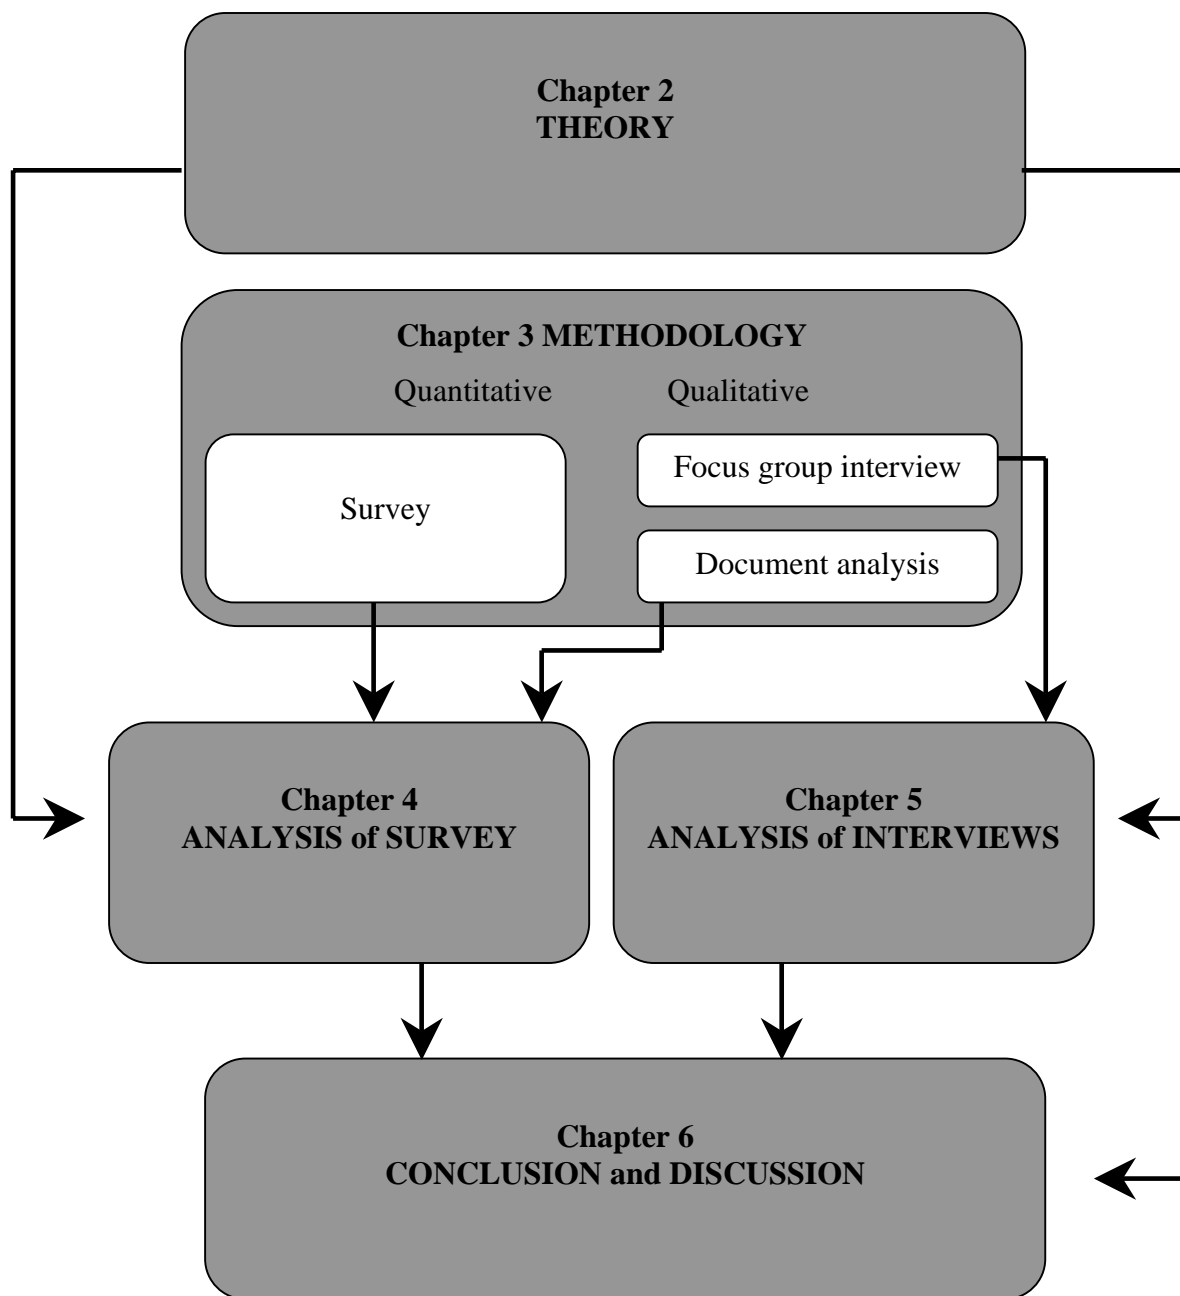 Chapter 2
THEORY
Chapter 3 METHODOLOGY
Quantitative
Qualitative
Survey
Focus group interview
Document analysis
Chapter 4
ANALYSIS of SURVEY
Chapter 5
ANALYSIS of INTERVIEWS
Chapter 6
CONCLUSION and DISCUSSION